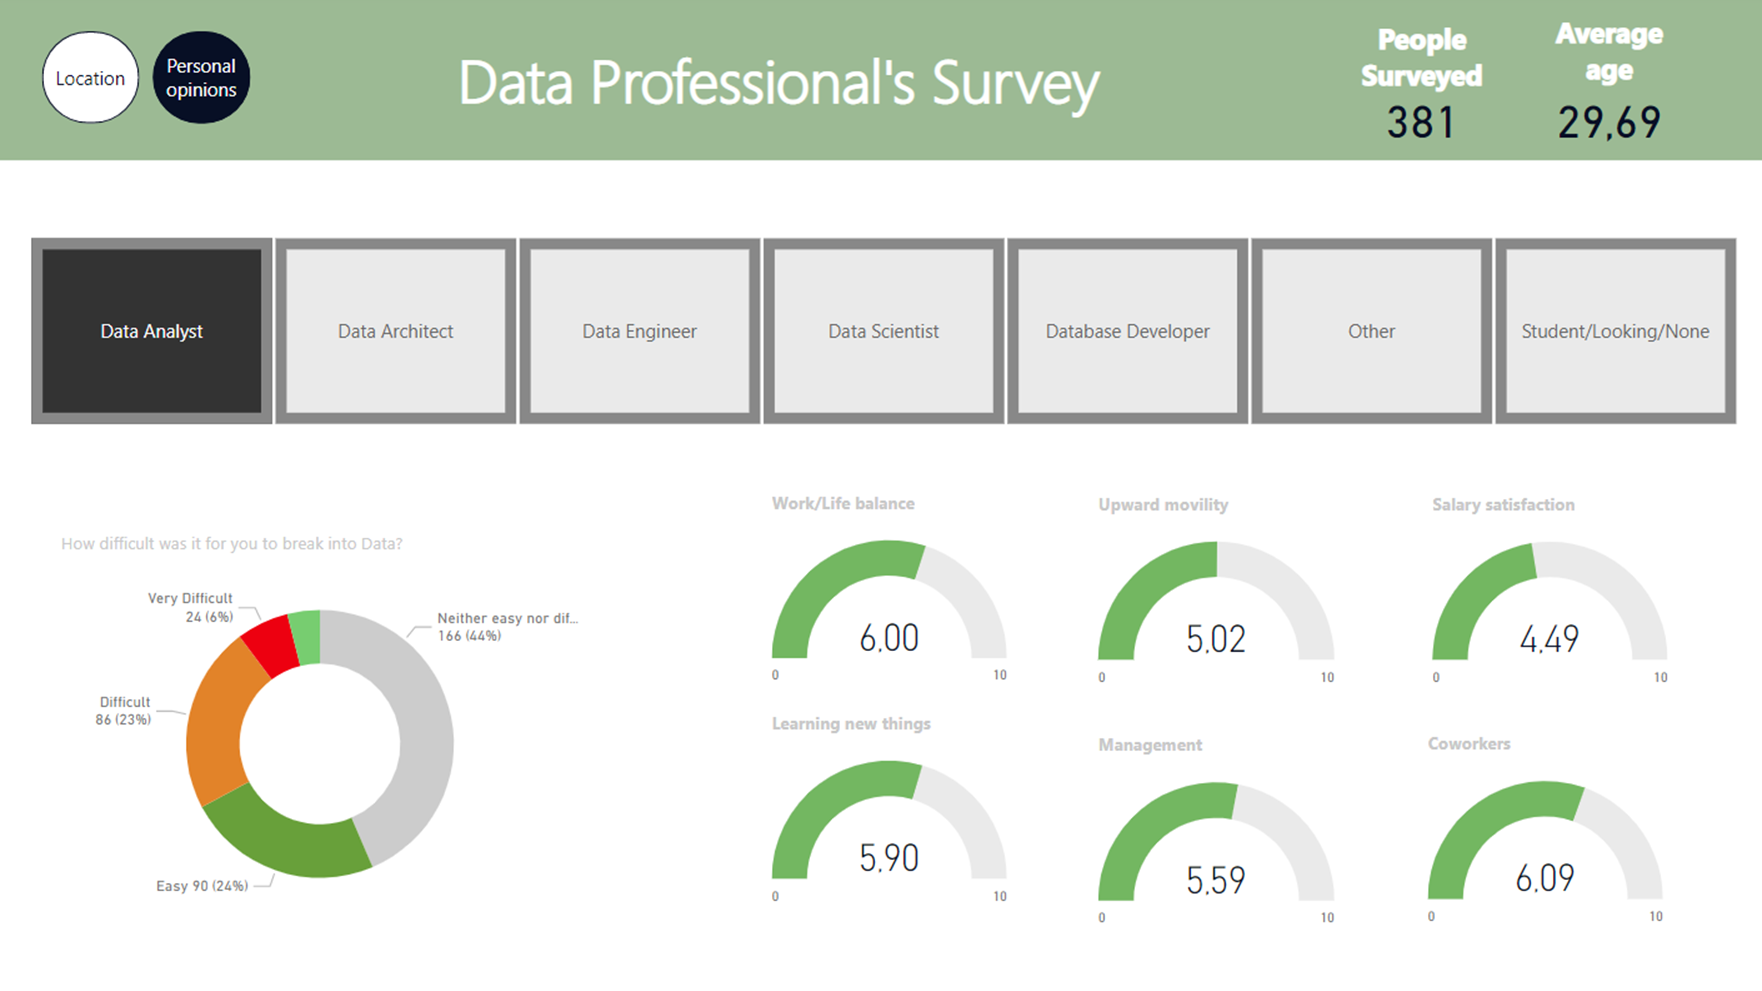 Location
Personal
opinions
Data Professional's Survey
People
Surveyed
381
Average
age
29,69
Data Analyst
Data Architect
Data Engineer
Data Scientist
Database Developer
Other
Student/Looking/None
How difficult was it for you to break into Data?
Very Difficult
24 (6%)
Neither easy nor dif...
166 (44%)
Difficult
86 (23%)
Easy 90 (24%)
Work/Life balance
6,00
0
10
Upward movility
5,02
0
10
Salary satisfaction
4,49
0
10
Learning new things
5,90
0
10
Management
5,59
0
10
Coworkers
6,09
0
10